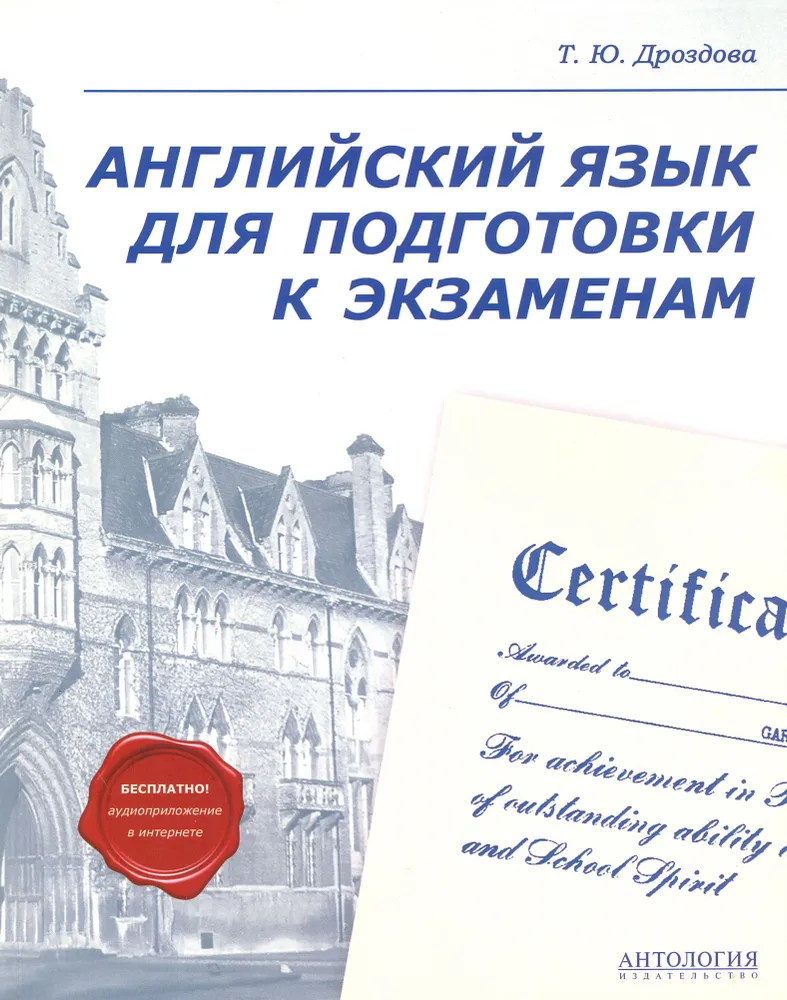 Т. Ю. Дроздова
АНГЛИЙСКИЙ ЯЗЫК
ДЛЯ ПОДГОТОВКИ
К ЭКЗАМЕНАМ
Certifica
Awarded to
Of
GAR
For achievement in
of outstanding ability
and School Spirit
БЕСПЛАТНО!
аудиоприложение
в интернете
АНТОЛОГИЯ
ИЗДАТЕЛЬСТВО